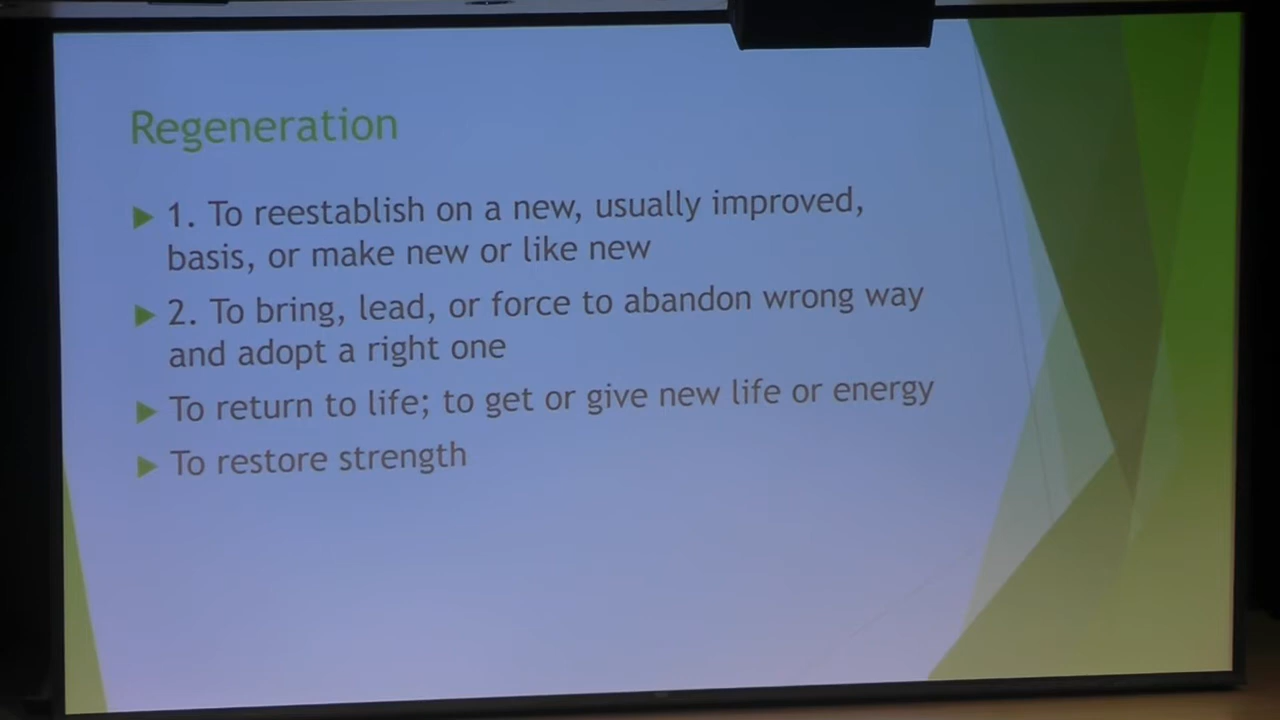 Regeneration
1. To reestablish on a new, usually improved,
basis, or make new or like new
2. To bring, lead, or force to abandon wrong way
and adopt a right one
To return to life; to get or give new life or energy
To restore strength